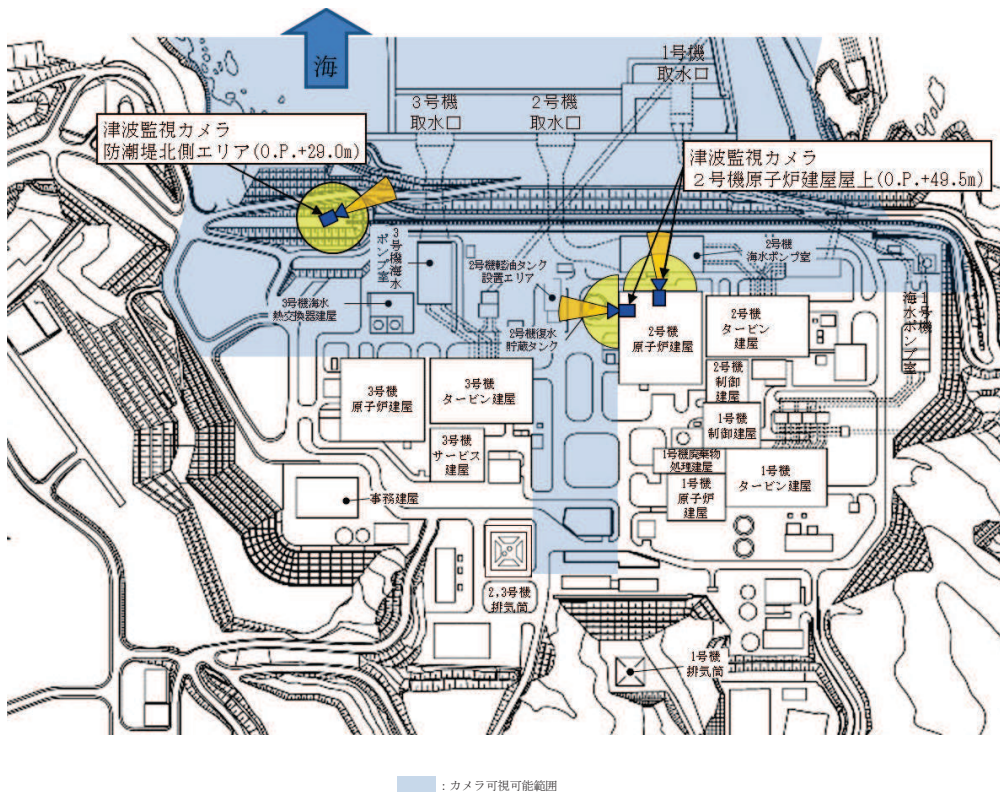 海
1号機
取水口
3号機
取水口
2号機
取水口
津波監視カメラ
防潮堤北側エリア(O.P.+29.0m)
津波監視カメラ
2号機原子炉建屋屋上(O.P.+49.5m)
3号機海水
ポンプ室
2号機軽油タンク
設置エリア
2号機
海水ポンプ室
3号機海水
熱交換器建屋
2号機復水
貯蔵タンク
2号機
原子炉建屋
2号機
タービン
建屋
1号機
海水ポンプ室
3号機
原子炉建屋
3号機
タービン建屋
2号機
制御
建屋
1号機
制御建屋
3号機
サービス
建屋
1号機廃棄物
処理建屋
1号機
原子炉
建屋
1号機
タービン建屋
事務建屋
2,3号機
排気筒
1号機
排気筒
：カメラ可視可能範囲